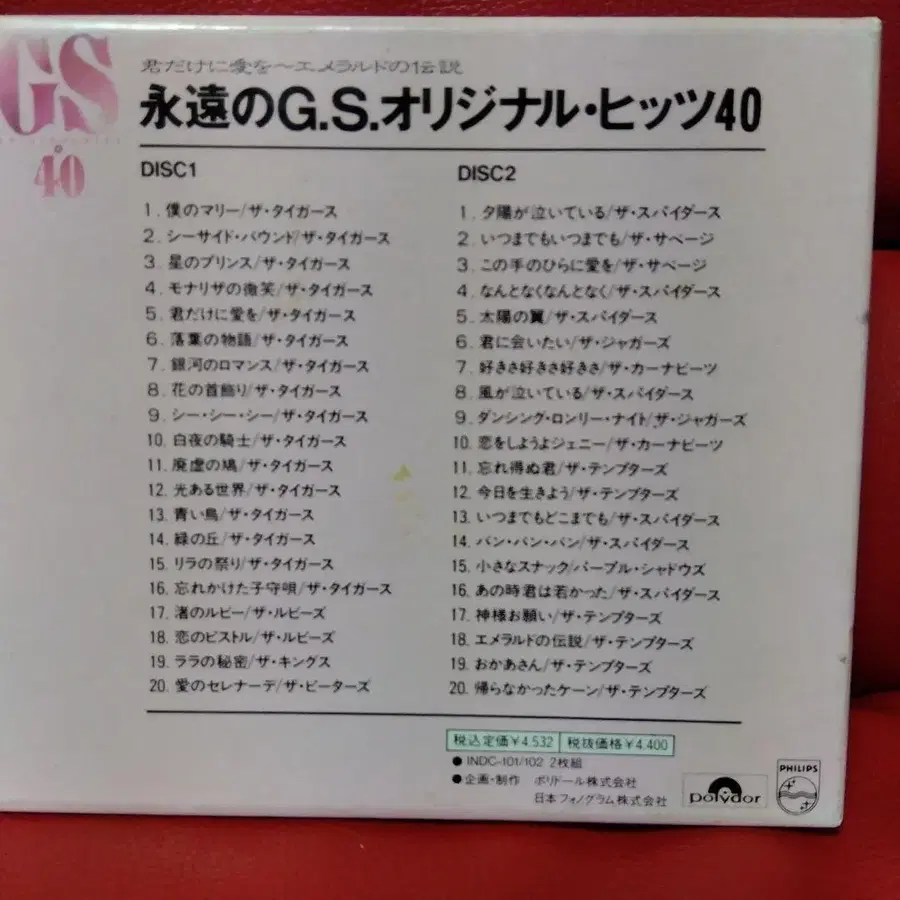 GS
40
君だけに愛を〜エメラルドの伝説
永遠のG.S.オリジナル・ヒッツ40
DISC1
1. 僕のマリー/ザ・タイガース
2. シーサイド・バウンド/ザ・タイガース
3. 星のプリンス/ザ・タイガース
4. モナリザの微笑/ザ・タイガース
5. 君だけに愛を/ザ・タイガース
6. 落葉の物語/ザ・タイガース
7. 銀河のロマンス/ザ・タイガース
8. 花の首飾り/ザ・タイガース
9. シー・シー・シー/ザ・タイガース
10. 白夜の騎士/ザ・タイガース
11. 廃虚の鳩/ザ・タイガース
12. 光ある世界/ザ・タイガース
13. 青い鳥/ザ・タイガース
14. 緑の丘/ザ・タイガース
15. リラの祭り/ザ・タイガース
16. 忘れかけた子守唄/ザ・タイガース
17. 渚のルビー/ザ・ルビーズ
18. 恋のピストル/ザ・ルビーズ
19. ララの秘密/ザ・キングス
20. 愛のセレナーデ/ザ・ピーターズ
DISC2
1. 夕陽が泣いている/ザ・スパイダース
2. いつまでもいつまでも/ザ・サベージ
3. この手のひらに愛を/ザ・サベージ
4. なんとなくなんとなく/ザ・スパイダース
5. 太陽の翼/ザ・スパイダース
6. 君に会いたい/ザ・ジャガーズ
7. 好きさ好きさ好きさ/ザ・カーナビーツ
8. 風が泣いている/ザ・スパイダース
9. ダンシング・ロンリー・ナイト/ザ・ジャガーズ
10. 恋をしようよジェニー/ザ・カーナビーツ
11. 忘れ得ぬ君/ザ・テンプターズ
12. 今日を生きよう/ザ・テンプターズ
13. いつまでもどこまでも/ザ・スパイダース
14. バン・バン・バン/ザ・スパイダース
15. 小さなスナック/パープル・シャドウズ
16. あの時君は若かった/ザ・スパイダース
17. 神様お願い/ザ・テンプターズ
18. エメラルドの伝説/ザ・テンプターズ
19. おかあさん/ザ・テンプターズ
20. 帰らなかったケーン/ザ・テンプターズ
税込定価¥4.532 税抜価格¥4.400
●INDC-101/102 2枚組
●企画・制作 ポリドール株式会社
日本フォノグラム株式会社
polydor
PHILIPS